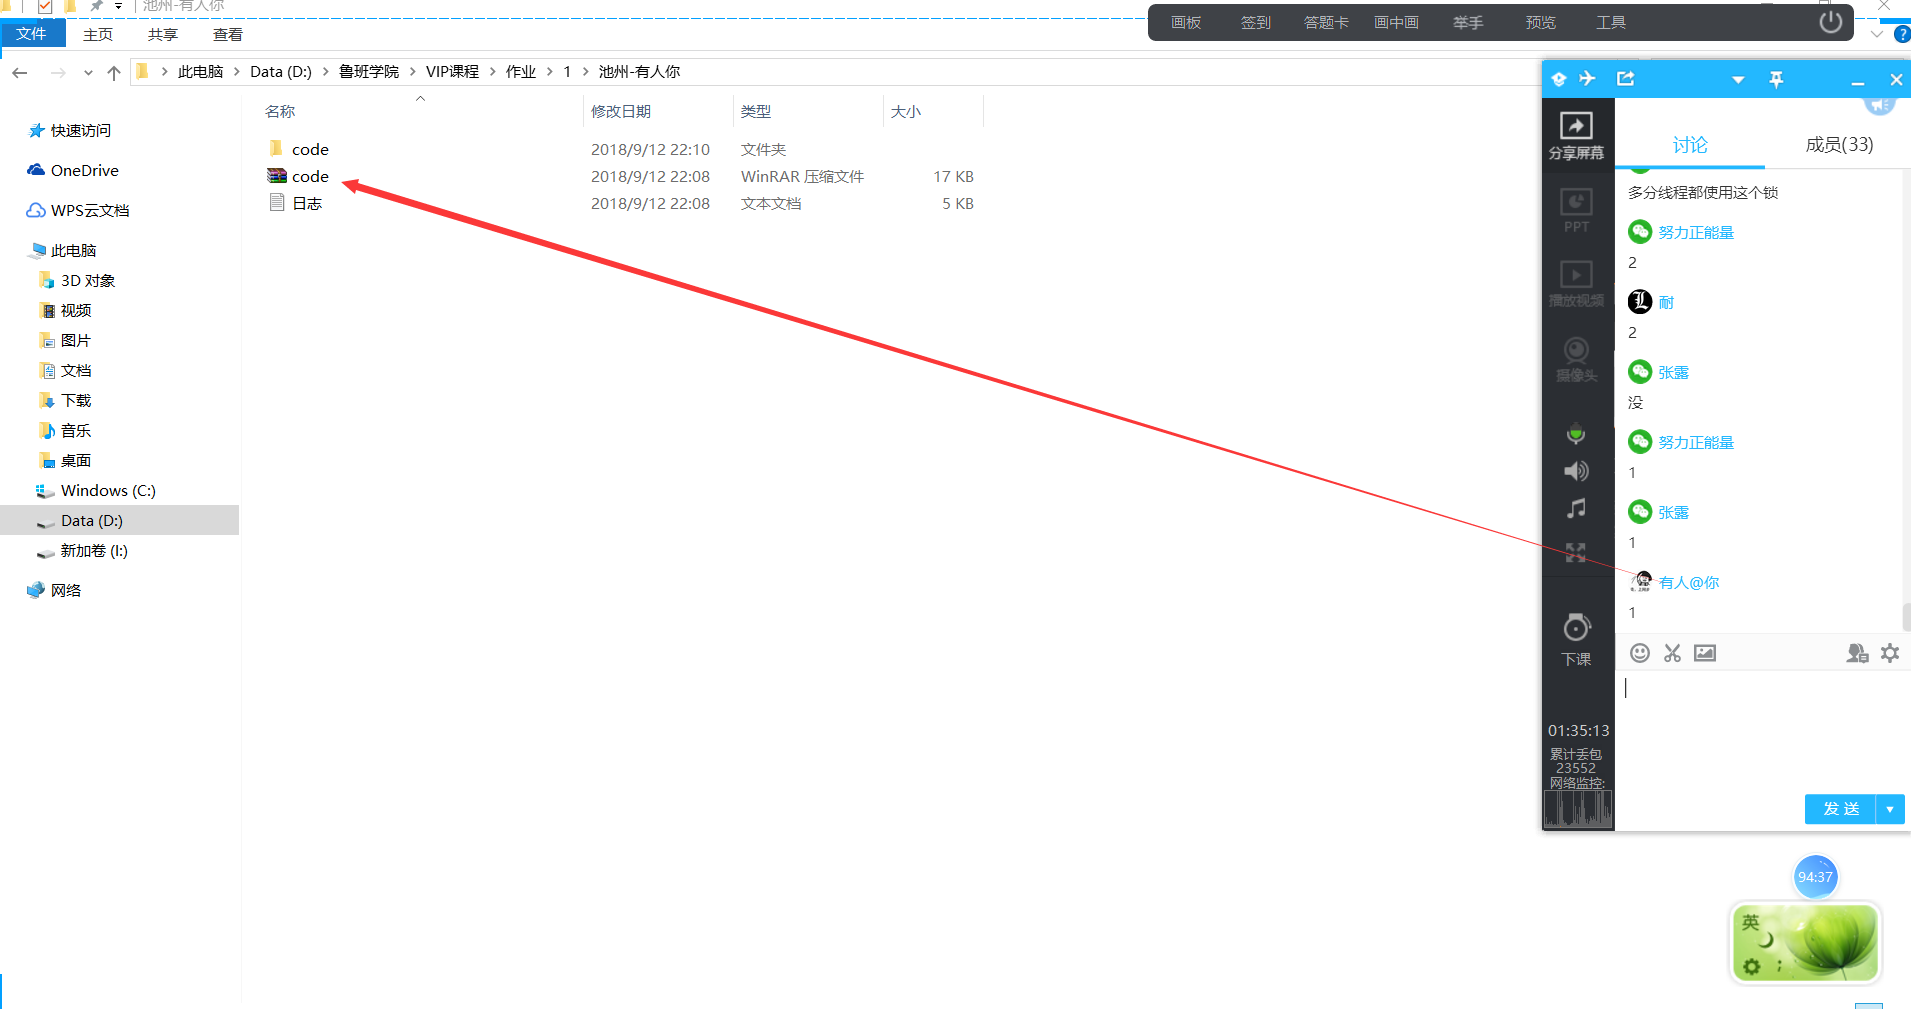 池州-有人你
画板 签到 答题卡 画中画 举手 预览 工具
文件 主页 共享 查看
此电脑 > Data (D:) > 鲁班学院 > VIP课程 > 作业 > 1 > 池州-有人你
名称 修改日期 类型 大小
code 2018/9/12 22:10 文件夹
code 2018/9/12 22:08 WinRAR 压缩文件 17 KB
日志 2018/9/12 22:08 文本文档 5 KB
快速访问
OneDrive
WPS云文档
此电脑
3D 对象
视频
图片
文档
下载
音乐
桌面
Windows (C:)
Data (D:)
新加卷 (I:)
网络
分享屏幕
PPT
播放视频
摄像头
下课
01:35:13
累计丢包
23552
网络监控:
讨论 成员(33)
多分线程都使用这个锁
努力正能量
2
耐
2
张露
没
努力正能量
1
张露
1
有人@你
1
发 送
94:37
英